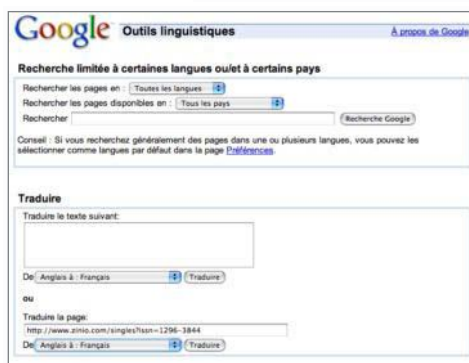 Google Outils linguistiques À propos de Google
Recherche limitée à certaines langues ou/et à certains pays
Rechercher les pages en : Toutes les langues
Rechercher les pages disponibles en : Tous les pays
Rechercher Recherche Google
Conseil : Si vous recherchez généralement des pages dans une ou plusieurs langues, vous pouvez les
sélectionner comme langues par défaut dans la page Préférences.
Traduire
Traduire le texte suivant:
De Anglais à : Français Traduire
ou
Traduire la page:
http://www.zinio.com/singles?issn=1296-3844
De Anglais à : Français Traduire